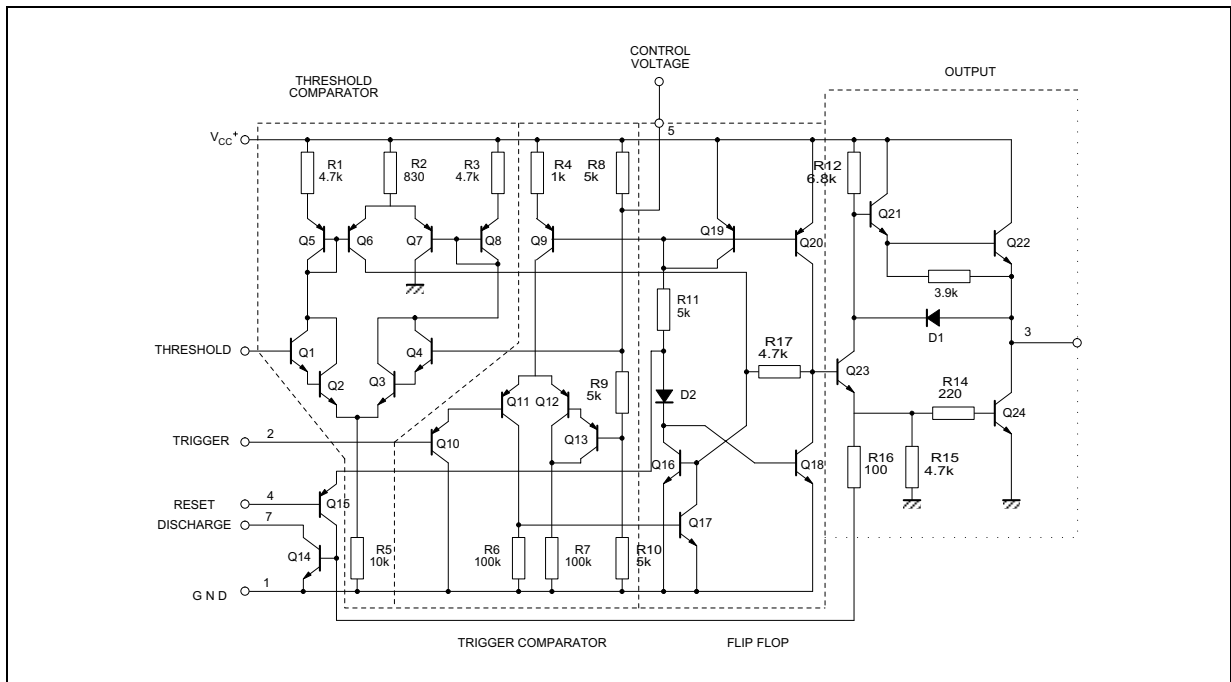 CONTROL
VOLTAGE
OUTPUT
THRESHOLD
COMPARATOR
5
VCC+
R1
4.7k
R2
830
R3
4.7k
R4
1k
R8
5k
R12
6.8k
Q5
Q6
Q7
Q8
Q9
Q19
Q20
Q21
Q22
3.9k
R11
5k
D1
3
THRESHOLD
Q1
Q2
Q3
Q4
R17
4.7k
Q23
R9
5k
D2
Q11
Q12
R14
220
Q24
TRIGGER
2
Q10
Q13
Q16
Q18
R16
100
R15
4.7k
RESET
4
Q15
DISCHARGE
7
Q17
Q14
R5
10k
R6
100k
R7
100k
R10
5k
G N D
1
TRIGGER COMPARATOR
FLIP FLOP